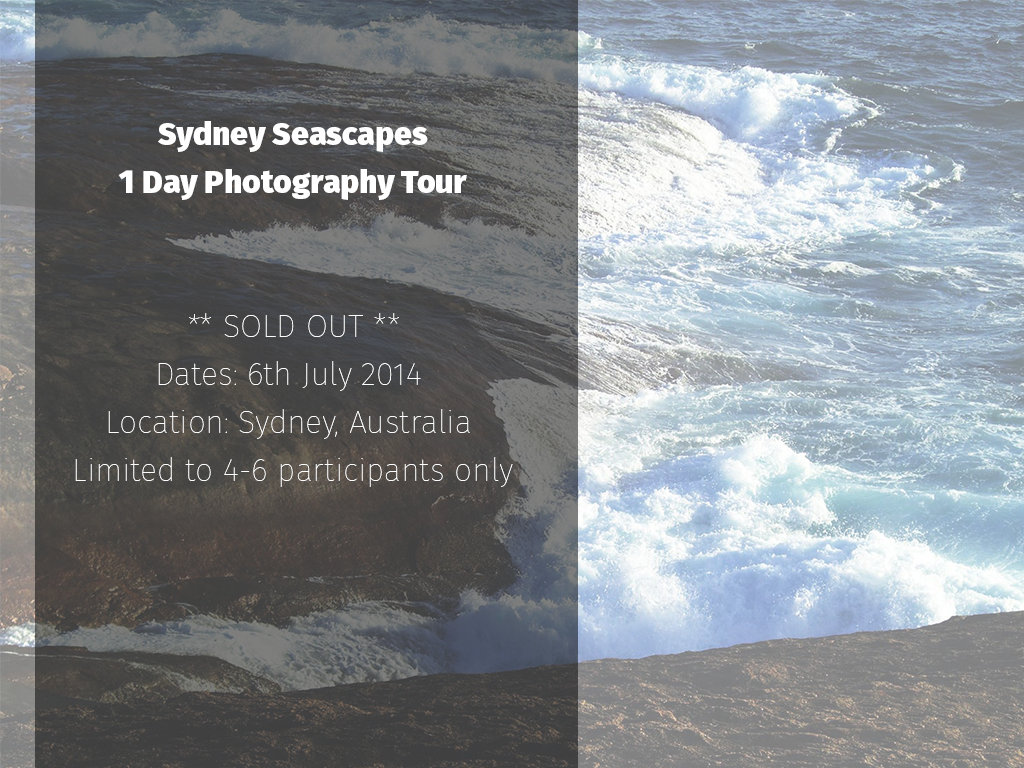 Sydney Seascapes
1 Day Photography Tour
** SOLD OUT **
Dates: 6th July 2014
Location: Sydney, Australia
Limited to 4-6 participants only